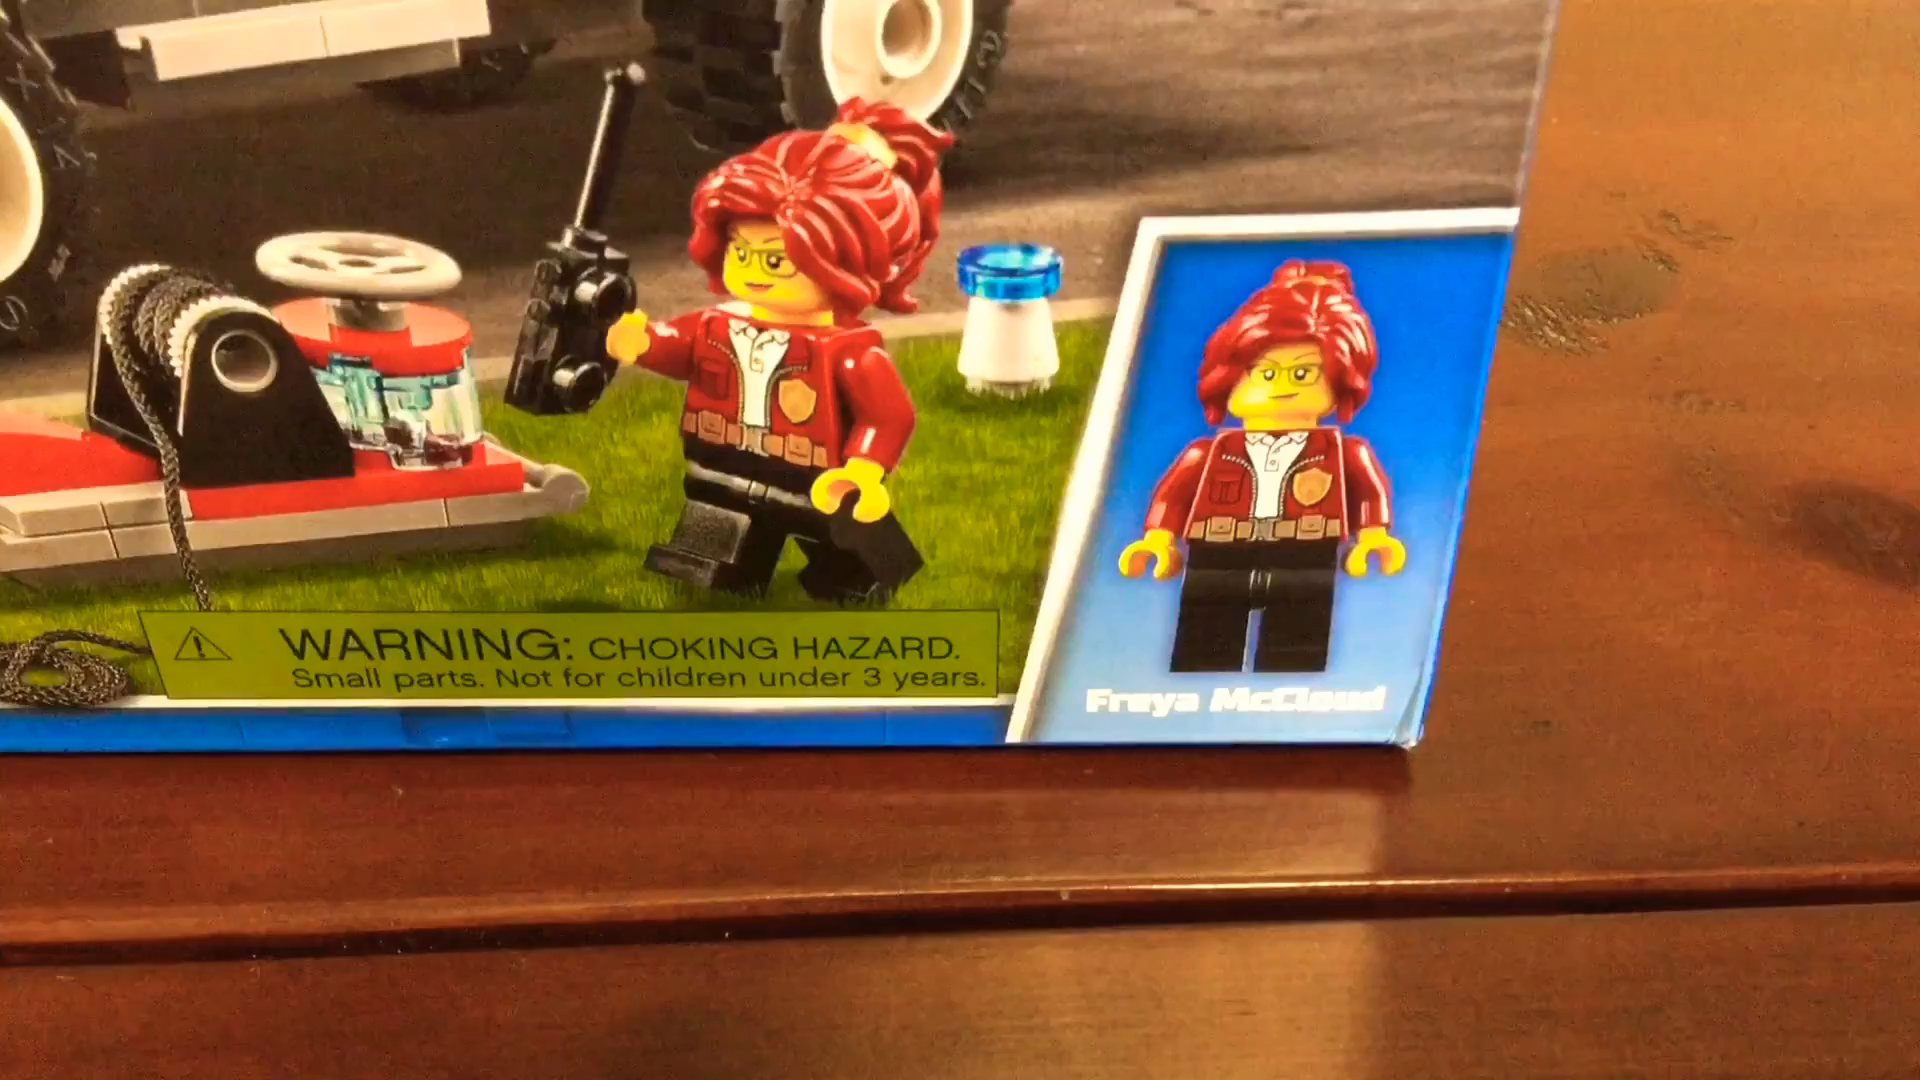 WARNING: CHOKING HAZARD.
Small parts. Not for children under 3 years.
Freya McCloud